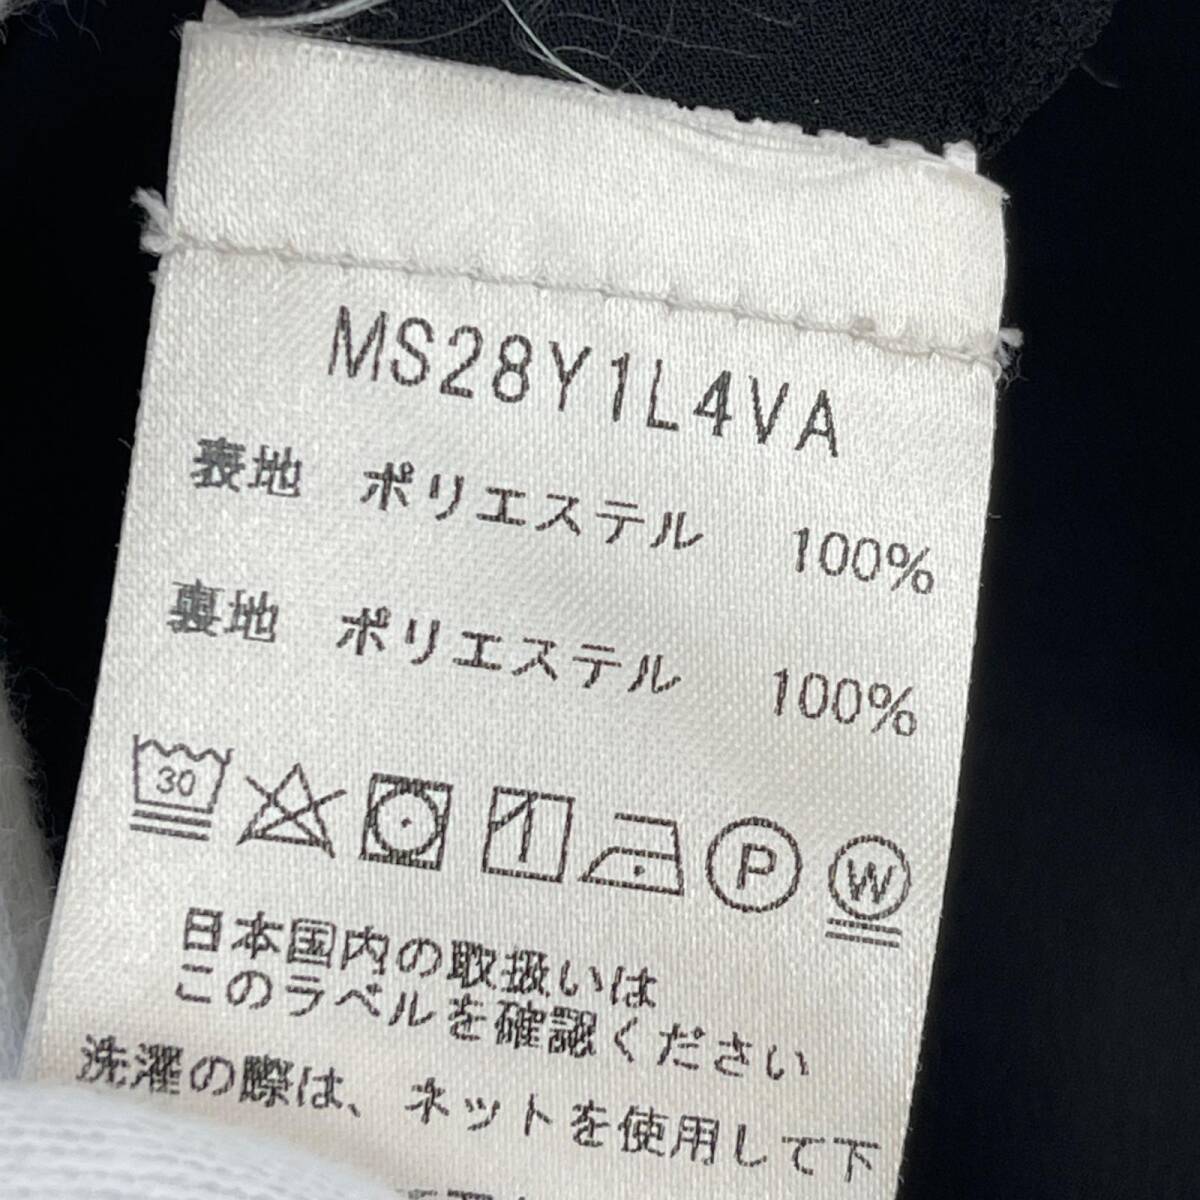 MS28Y1L4VA
表地 ポリエステル 100%
裏地 ポリエステル 100%
30 P W
日本国内の取扱いは
このラベルを確認ください
洗濯の際は、ネットを使用して下